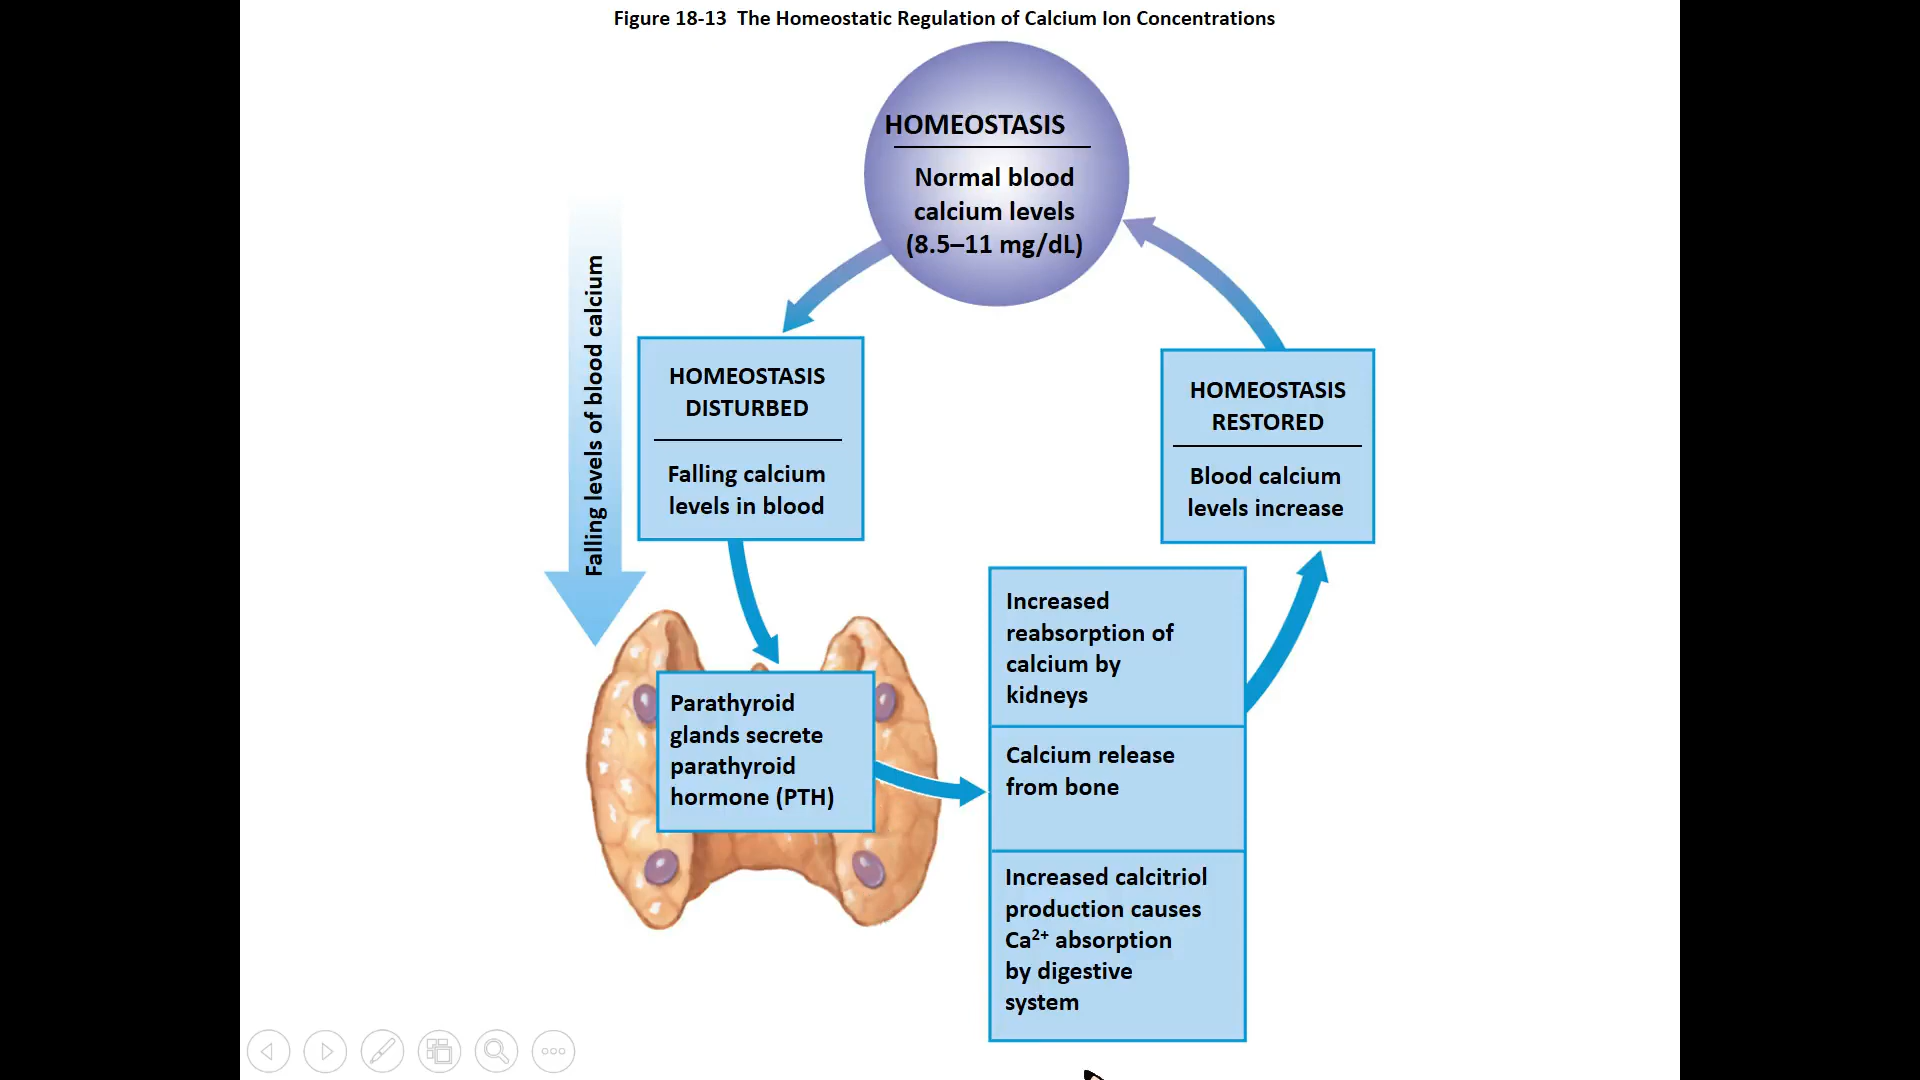 Figure 18-13  The Homeostatic Regulation of Calcium Ion Concentrations
HOMEOSTASIS
Normal blood
calcium levels
(8.5–11 mg/dL)
Falling levels of blood calcium
HOMEOSTASIS
DISTURBED
Falling calcium
levels in blood
HOMEOSTASIS
RESTORED
Blood calcium
levels increase
Parathyroid
glands secrete
parathyroid
hormone (PTH)
Increased
reabsorption of
calcium by
kidneys
Calcium release
from bone
Increased calcitriol
production causes
Ca²⁺ absorption
by digestive
system